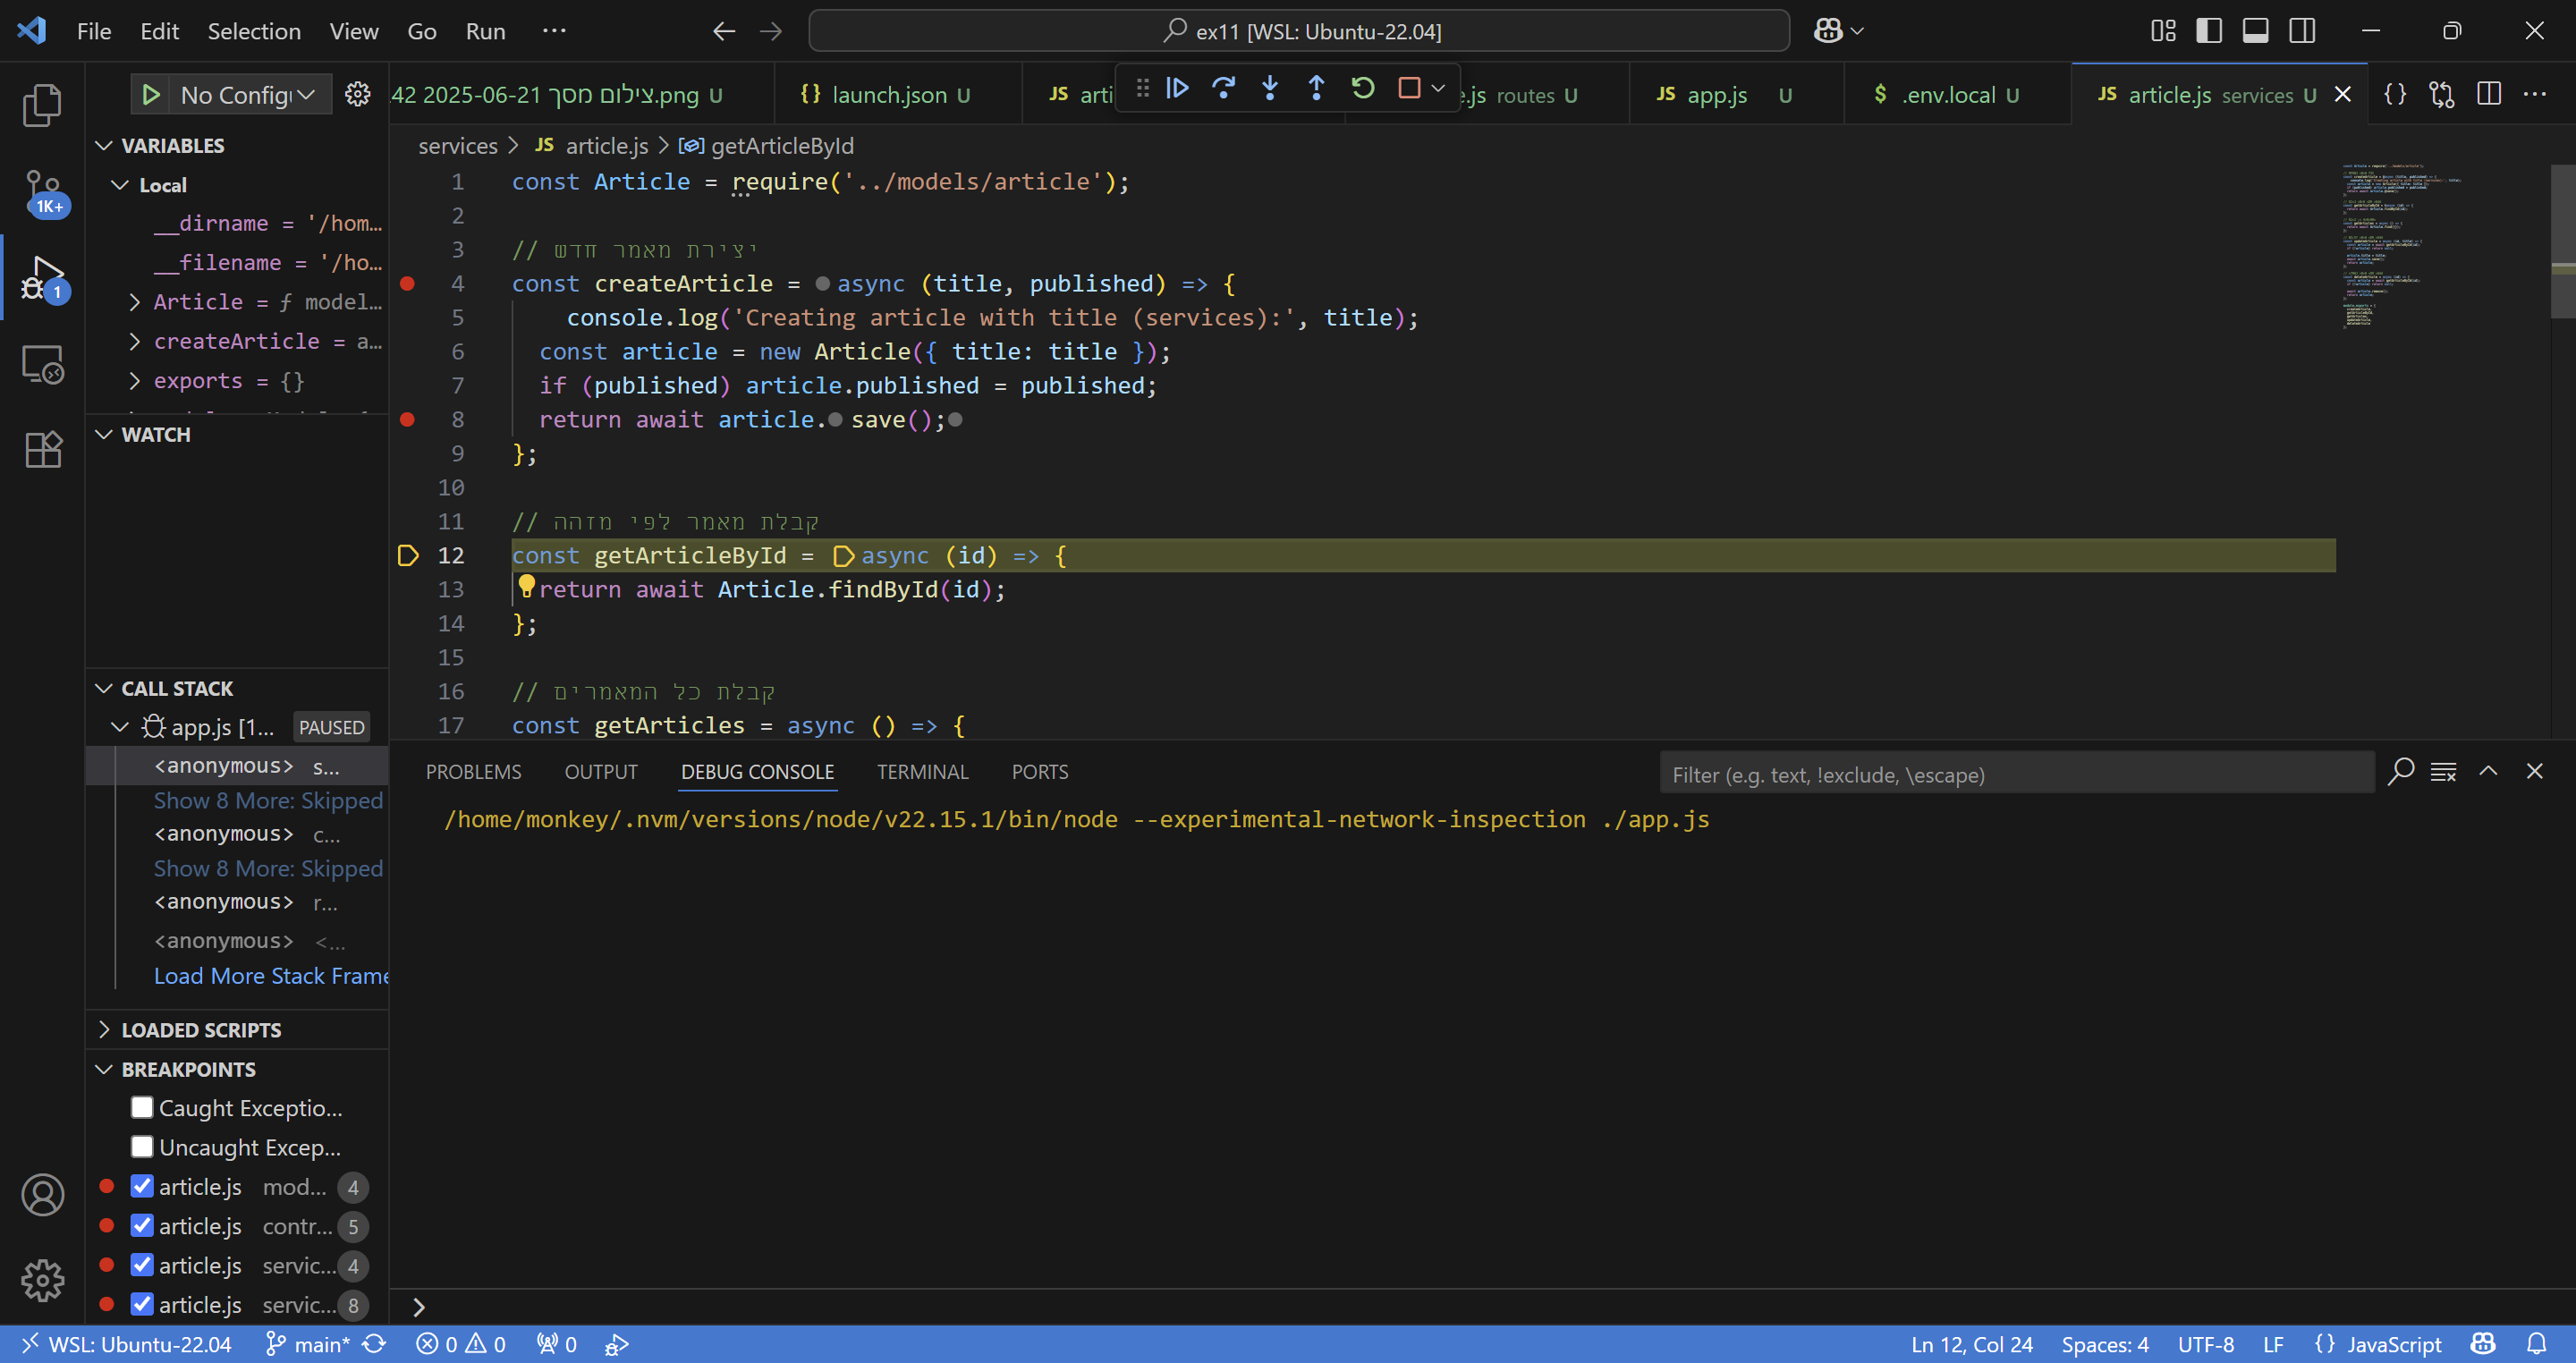 File Edit Selection View Go Run ··· ex11 [WSL: Ubuntu-22.04]
No Config
צילום מסך 2025-06-21 42.png U
launch.json U
JS arti
e.js routes U
JS app.js U
$ .env.local U
JS article.js services U
VARIABLES
Local
__dirname = '/hom…
__filename = '/ho…
Article = ƒ model…
createArticle = a…
exports = {}
WATCH
CALL STACK
app.js [1… PAUSED
<anonymous> s…
Show 8 More: Skipped
<anonymous> c…
Show 8 More: Skipped
<anonymous> r…
<anonymous> <…
Load More Stack Frame
LOADED SCRIPTS
BREAKPOINTS
Caught Exceptio…
Uncaught Excep…
article.js mod… 4
article.js contr… 5
article.js servic… 4
article.js servic… 8
1K+
1
services > JS article.js > getArticleById
1 const Article = require('../models/article');
2
3 // יצירת מאמר חדש
4 const createArticle = async (title, published) => {
5 console.log('Creating article with title (services):', title);
6 const article = new Article({ title: title });
7 if (published) article.published = published;
8 return await article.save();
9 };
10
11 // קבלת מאמר לפי מזהה
12 const getArticleById = async (id) => {
13 return await Article.findById(id);
14 };
15
16 // קבלת כל המאמרים
17 const getArticles = async () => {
PROBLEMS OUTPUT DEBUG CONSOLE TERMINAL PORTS
Filter (e.g. text, !exclude, \escape)
/home/monkey/.nvm/versions/node/v22.15.1/bin/node --experimental-network-inspection ./app.js
>
WSL: Ubuntu-22.04 main* 0 0 0 Ln 12, Col 24 Spaces: 4 UTF-8 LF {} JavaScript